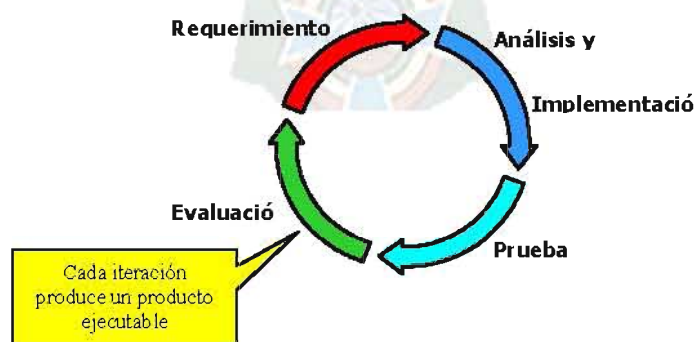 Requerimiento
Análisis y
Implementació
Evaluació
Prueba
Cada iteración
produce un producto
ejecutable